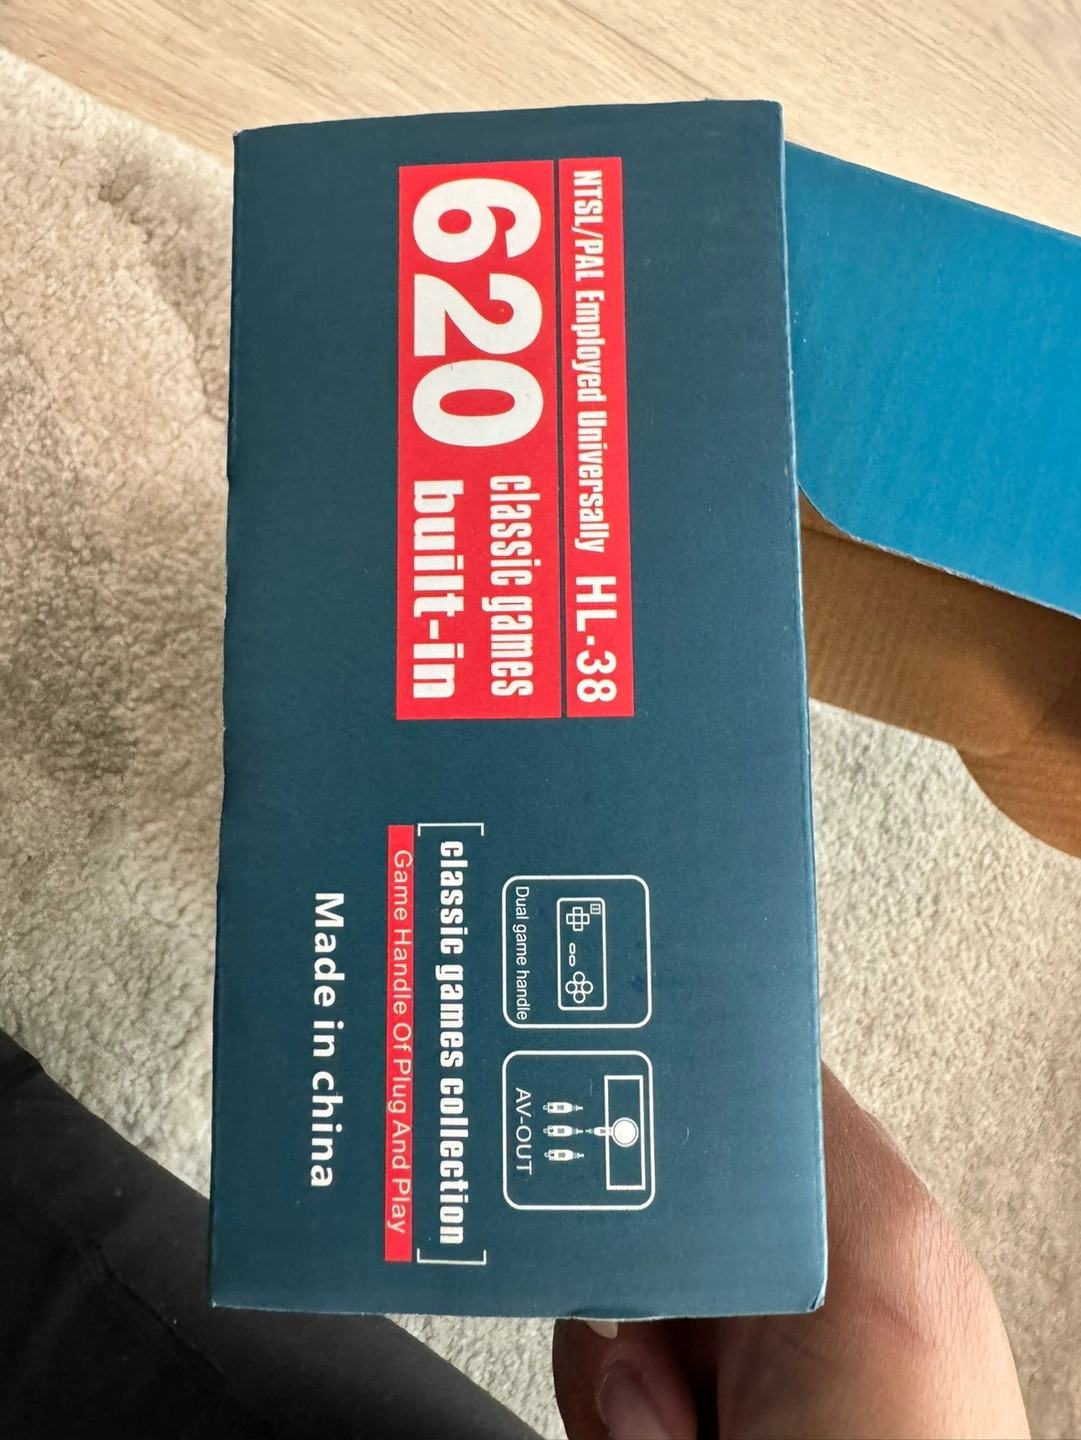 NTSL/PAL Employed Universally HL-38
620 classic games
built-in
Dual game handle
AV-OUT
classic games collection
Game Handle Of Plug And Play
Made in china